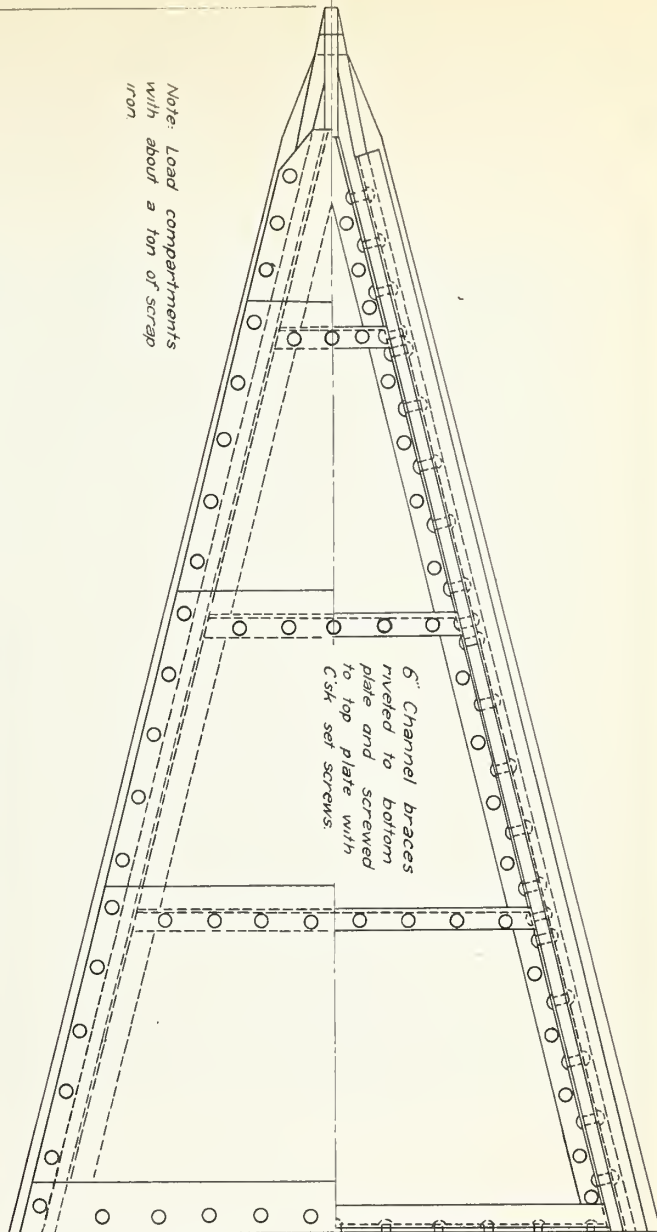 Note: Load compartments
with about a ton of scrap
iron.
6" Channel braces
riveted to bottom
plate and screwed
to top plate with
C'sk set screws.